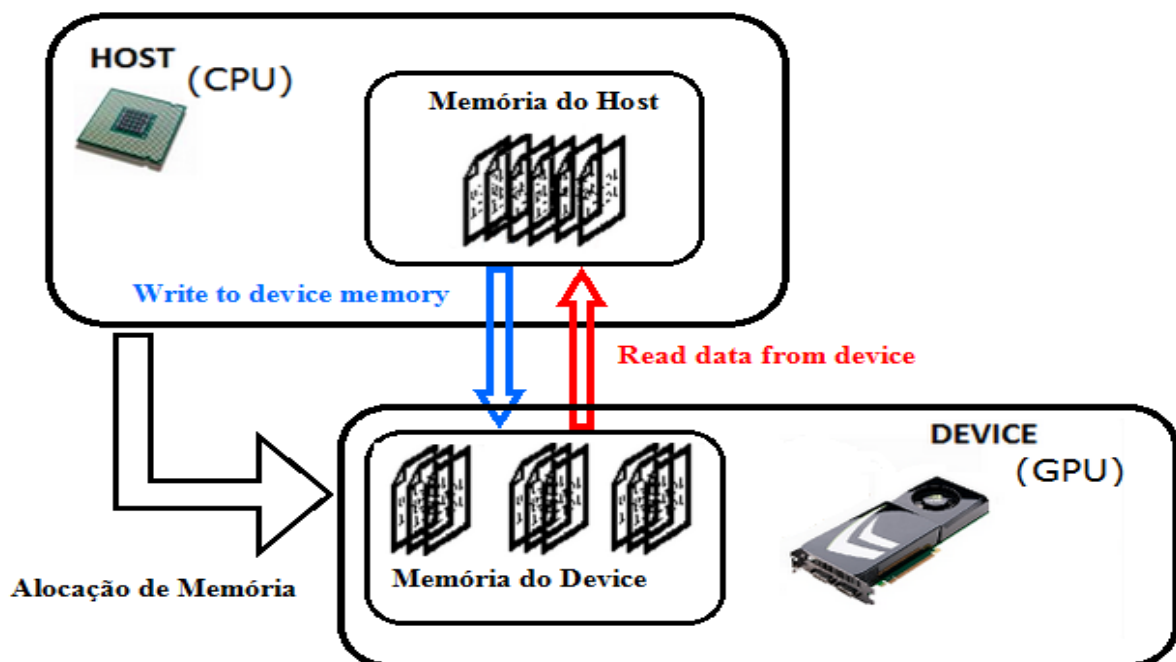 HOST
(CPU)
Memória do Host
Write to device memory
Read data from device
DEVICE
(GPU)
Memória do Device
Alocação de Memória